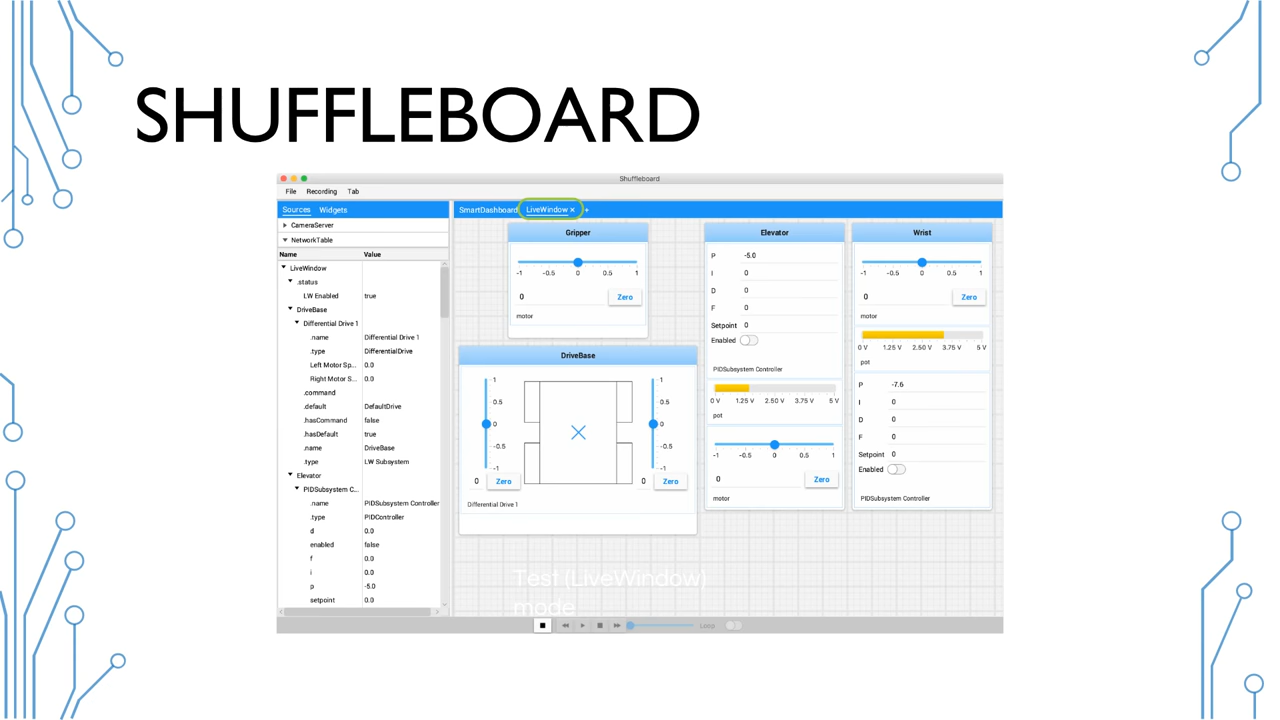 SHUFFLEBOARD
Shuffleboard
File Recording Tab
Sources Widgets
CameraServer
NetworkTable
Name Value
LiveWindow
.status
LW Enabled true
DriveBase
Differential Drive 1
.name Differential Drive 1
.type DifferentialDrive
Left Motor Sp... 0.0
Right Motor S... 0.0
.command
.default DefaultDrive
.hasCommand false
.hasDefault true
.name DriveBase
.type LW Subsystem
Elevator
PIDSubsystem C...
.name PIDSubsystem Controller
.type PIDController
d 0.0
enabled false
f 0.0
i 0.0
p -5.0
setpoint 0.0
SmartDashboard LiveWindow × +
Gripper
-1 -0.5 0 0.5 1
0 Zero
motor
DriveBase
1 1
0.5 0.5
0 0
-0.5 -0.5
-1 -1
0 Zero 0 Zero
Differential Drive 1
Elevator
P -5.0
I 0
D 0
F 0
Setpoint 0
Enabled
PIDSubsystem Controller
0 V 1.25 V 2.50 V 3.75 V 5 V
pot
-1 -0.5 0 0.5 1
0 Zero
motor
Wrist
-1 -0.5 0 0.5 1
0 Zero
motor
0 V 1.25 V 2.50 V 3.75 V 5 V
pot
P -7.6
I 0
D 0
F 0
Setpoint 0
Enabled
PIDSubsystem Controller
Test (LiveWindow)
mode
Loop